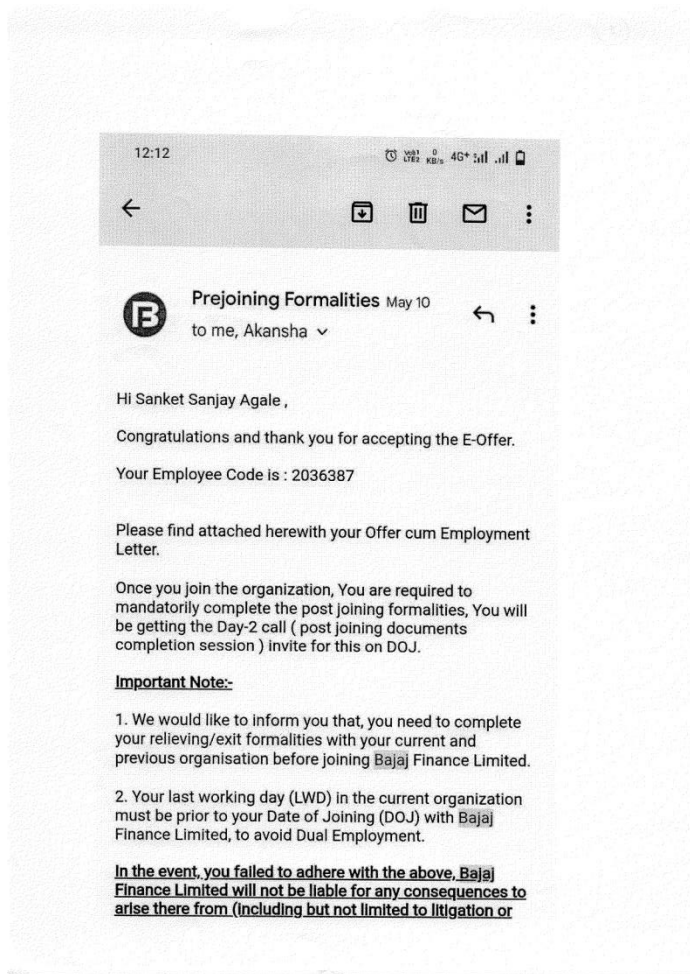 12:12 Vo1 LTE2 0 KB/s 4G+
Prejoining Formalities May 10
to me, Akansha
Hi Sanket Sanjay Agale ,
Congratulations and thank you for accepting the E-Offer.
Your Employee Code is : 2036387
Please find attached herewith your Offer cum Employment
Letter.
Once you join the organization, You are required to
mandatorily complete the post joining formalities, You will
be getting the Day-2 call ( post joining documents
completion session ) invite for this on DOJ.
Important Note:-
1. We would like to inform you that, you need to complete
your relieving/exit formalities with your current and
previous organisation before joining Bajaj Finance Limited.
2. Your last working day (LWD) in the current organization
must be prior to your Date of Joining (DOJ) with Bajaj
Finance Limited, to avoid Dual Employment.
In the event, you failed to adhere with the above, Bajaj
Finance Limited will not be liable for any consequences to
arise there from (including but not limited to litigation or